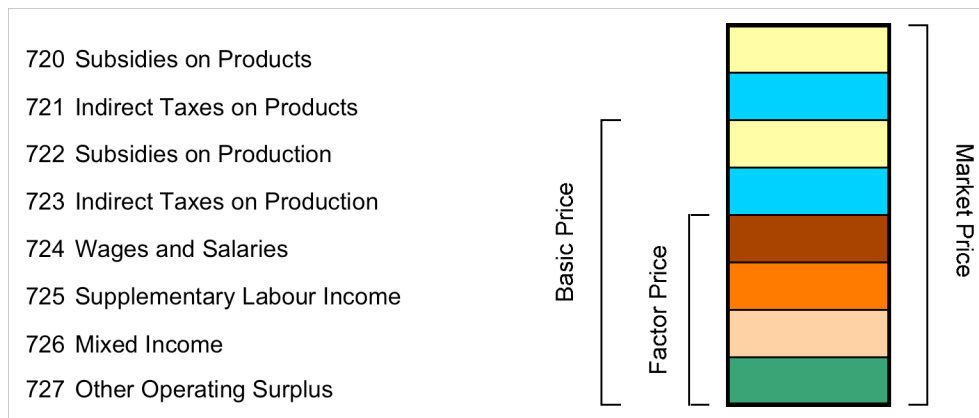 720 Subsidies on Products
721 Indirect Taxes on Products
722 Subsidies on Production
723 Indirect Taxes on Production
724 Wages and Salaries
725 Supplementary Labour Income
726 Mixed Income
727 Other Operating Surplus
Basic Price
Factor Price
Market Price